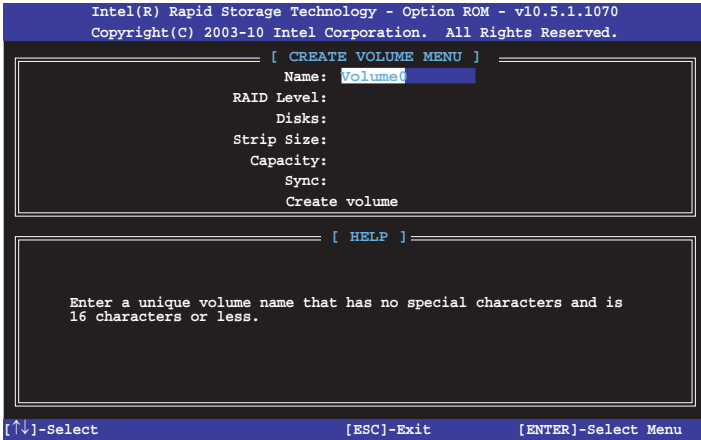 Intel(R) Rapid Storage Technology - Option ROM - v10.5.1.1070
Copyright(C) 2003-10 Intel Corporation. All Rights Reserved.
[ CREATE VOLUME MENU ]
Name: Volume0
RAID Level:
Disks:
Strip Size:
Capacity:
Sync:
Create volume
[ HELP ]
Enter a unique volume name that has no special characters and is
16 characters or less.
[↑↓]-Select [ESC]-Exit [ENTER]-Select Menu